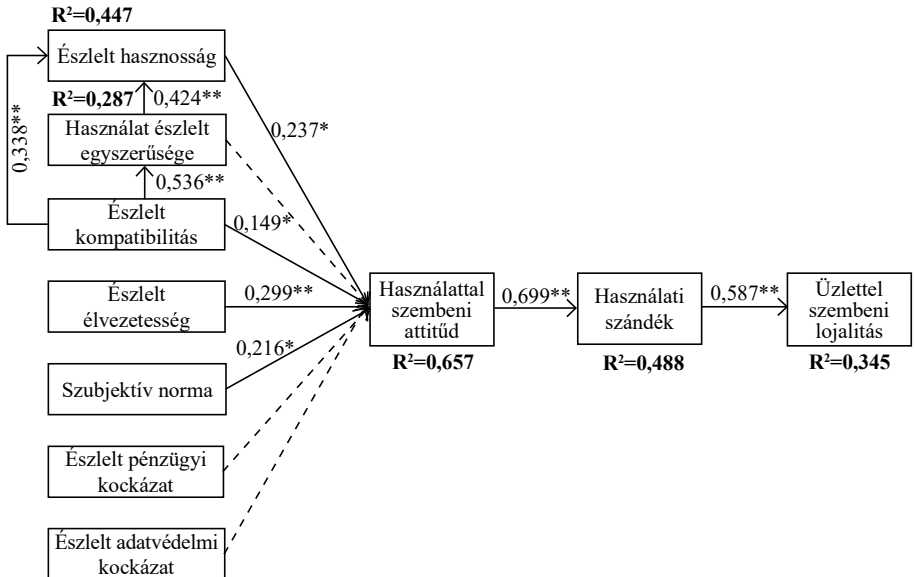 R²=0,447
Észlelt hasznosság
R²=0,287
0,424**
0,338**
0,237*
Használat észlelt
egyszerűsége
0,536**
Észlelt
kompatibilitás
0,149*
Észlelt
élvezetesség
0,299**
Használattal
szembeni
attitűd
R²=0,657
0,699**
Használati
szándék
R²=0,488
0,587**
Üzlettel
szembeni
lojalitás
R²=0,345
0,216*
Szubjektív norma
Észlelt pénzügyi
kockázat
Észlelt adatvédelmi
kockázat